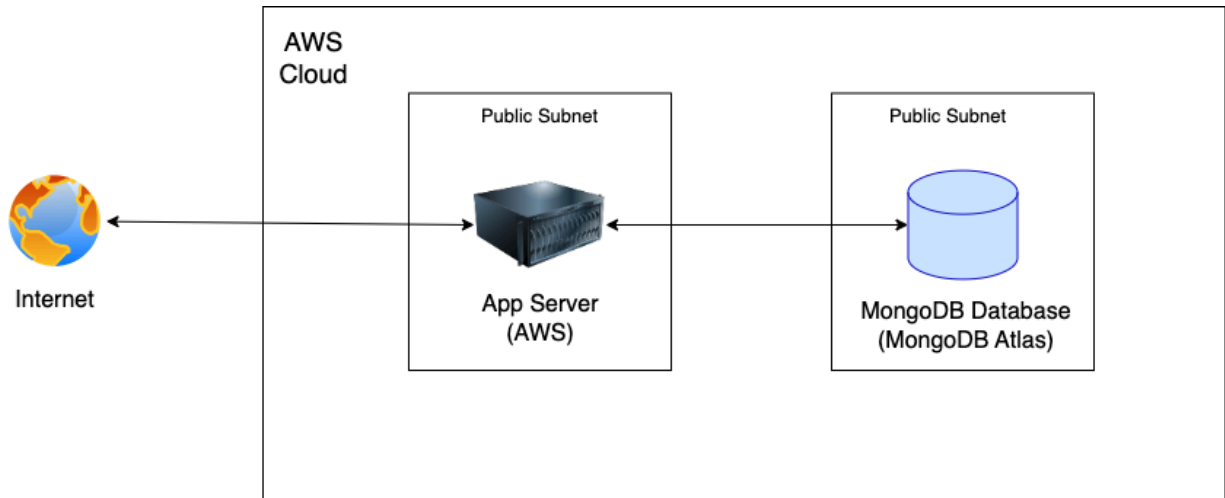 AWS
Cloud
Public Subnet
Public Subnet
Internet
App Server
(AWS)
MongoDB Database
(MongoDB Atlas)